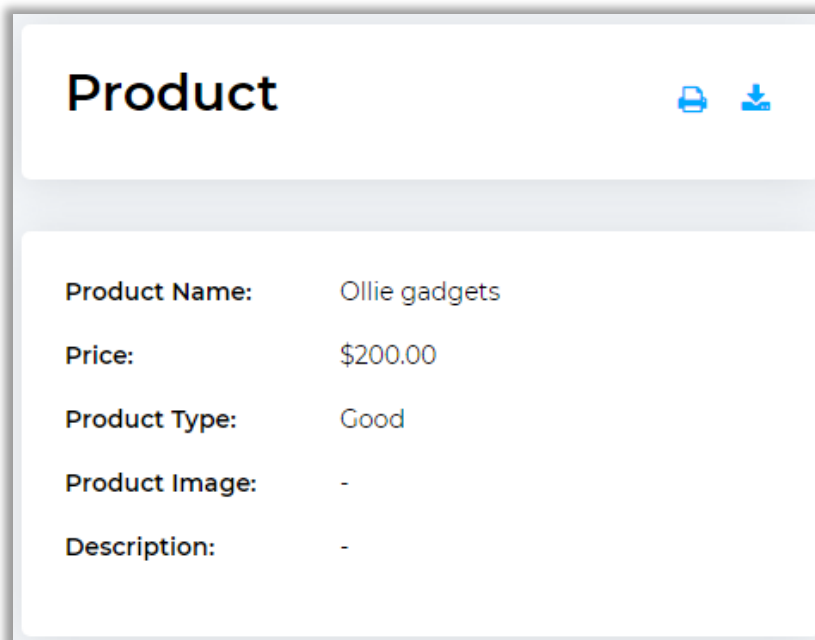 Product
Product Name: Ollie gadgets
Price: $200.00
Product Type: Good
Product Image: -
Description: -